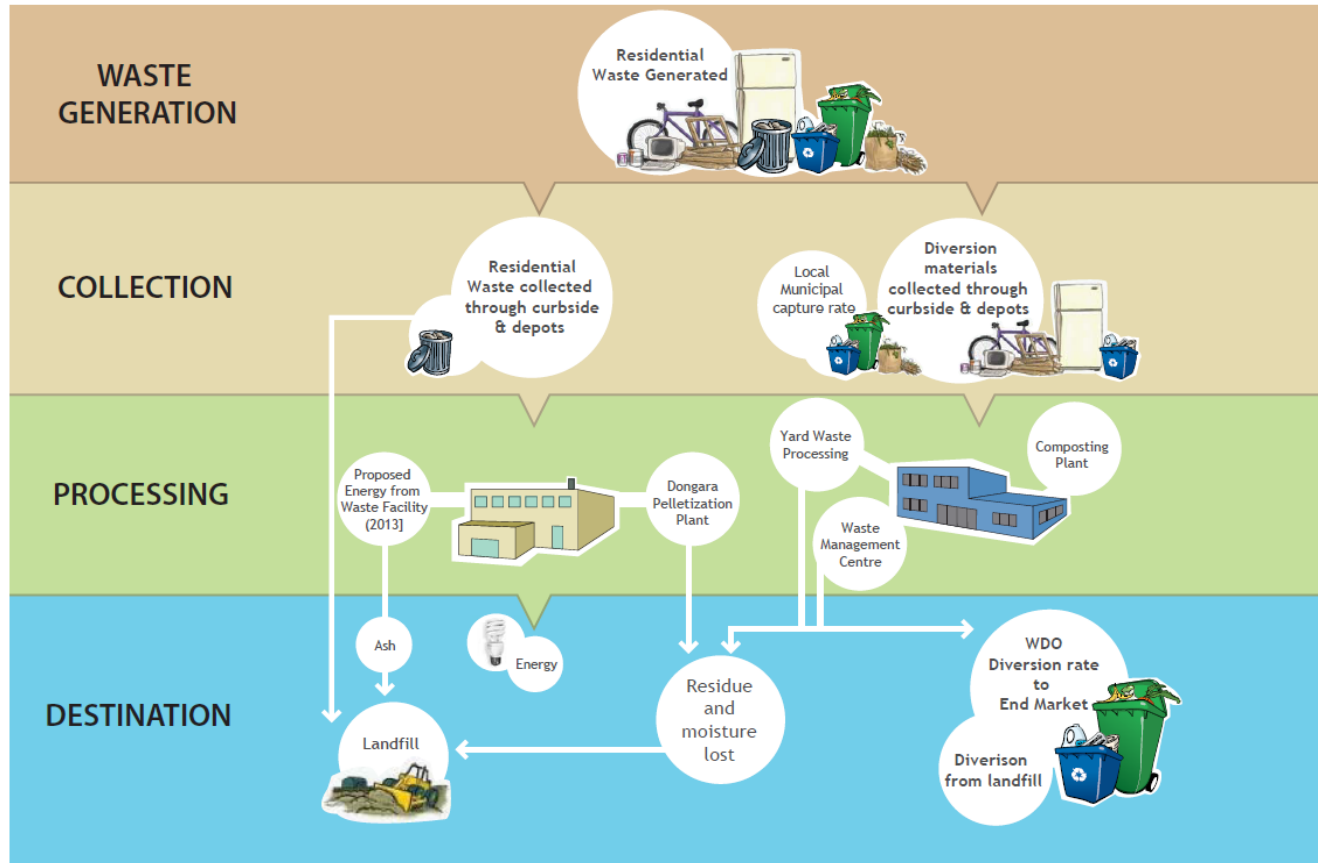 WASTE
GENERATION
Residential
Waste Generated
COLLECTION
Residential
Waste collected
through curbside
& depots
Local
Municipal
capture rate
Diversion
materials
collected through
curbside & depots
PROCESSING
Proposed
Energy from
Waste Facility
(2013]
Dongara
Pelletization
Plant
Yard Waste
Processing
Waste
Management
Centre
Composting
Plant
DESTINATION
Ash
Energy
Landfill
Residue
and
moisture
lost
WDO
Diversion rate
to
End Market
Diverison
from landfill